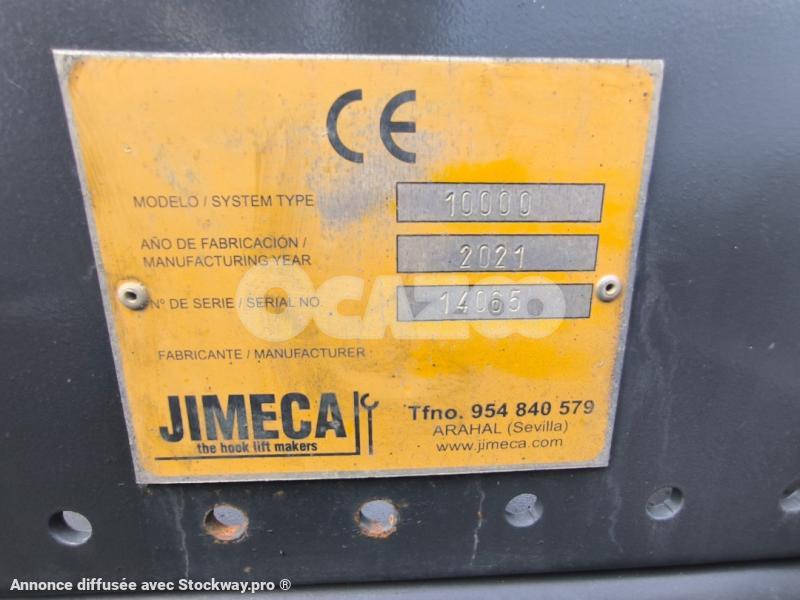 CE
MODELO / SYSTEM TYPE 10000
AÑO DE FABRICACIÓN /
MANUFACTURING YEAR 2021
Nº DE SERIE / SERIAL NO. 14065
OCAZOO
FABRICANTE / MANUFACTURER :
JIMECA
the hook lift makers
Tfno. 954 840 579
ARAHAL (Sevilla)
www.jimeca.com
Annonce diffusée avec Stockway.pro ®